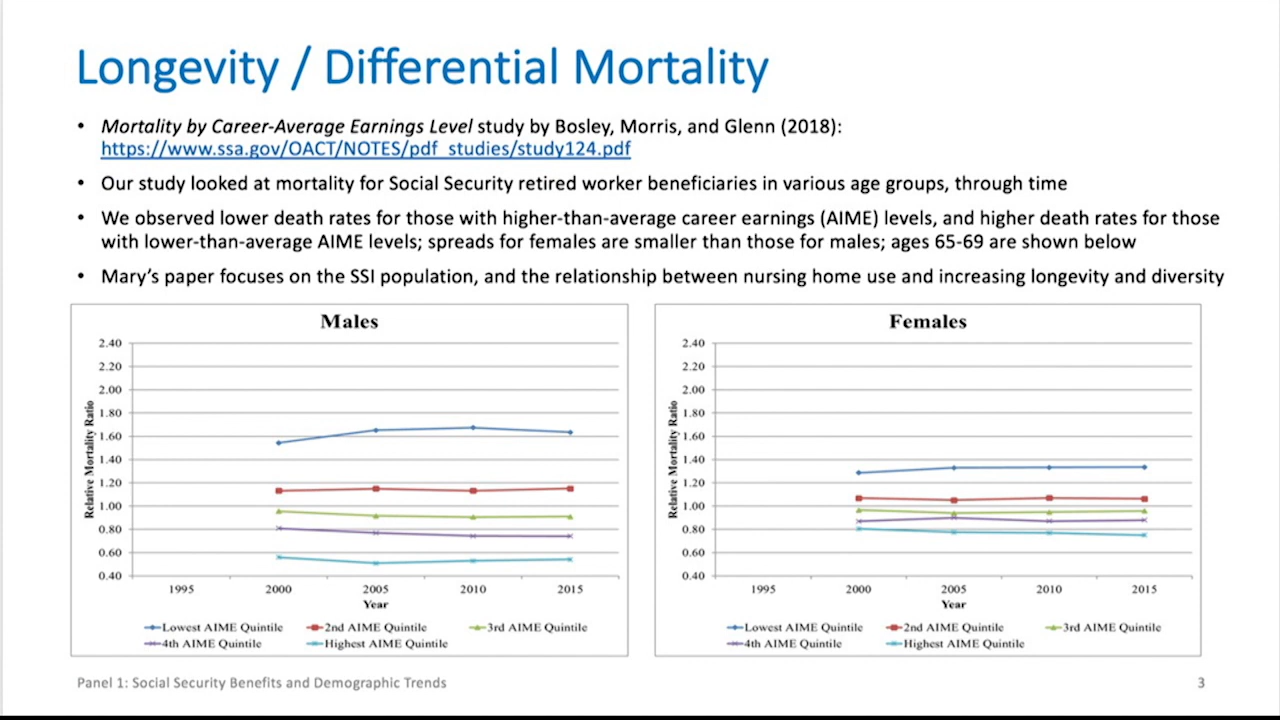 Longevity / Differential Mortality
• Mortality by Career-Average Earnings Level study by Bosley, Morris, and Glenn (2018):
https://www.ssa.gov/OACT/NOTES/pdf_studies/study124.pdf
• Our study looked at mortality for Social Security retired worker beneficiaries in various age groups, through time
• We observed lower death rates for those with higher-than-average career earnings (AIME) levels, and higher death rates for those
with lower-than-average AIME levels; spreads for females are smaller than those for males; ages 65-69 are shown below
• Mary’s paper focuses on the SSI population, and the relationship between nursing home use and increasing longevity and diversity
Males
Relative Mortality Ratio
2.40
2.20
2.00
1.80
1.60
1.40
1.20
1.00
0.80
0.60
0.40
1995 2000 2005 2010 2015
Year
Lowest AIME Quintile 2nd AIME Quintile 3rd AIME Quintile
4th AIME Quintile Highest AIME Quintile
Females
Relative Mortality Ratio
2.40
2.20
2.00
1.80
1.60
1.40
1.20
1.00
0.80
0.60
0.40
1995 2000 2005 2010 2015
Year
Lowest AIME Quintile 2nd AIME Quintile 3rd AIME Quintile
4th AIME Quintile Highest AIME Quintile
Panel 1: Social Security Benefits and Demographic Trends
3